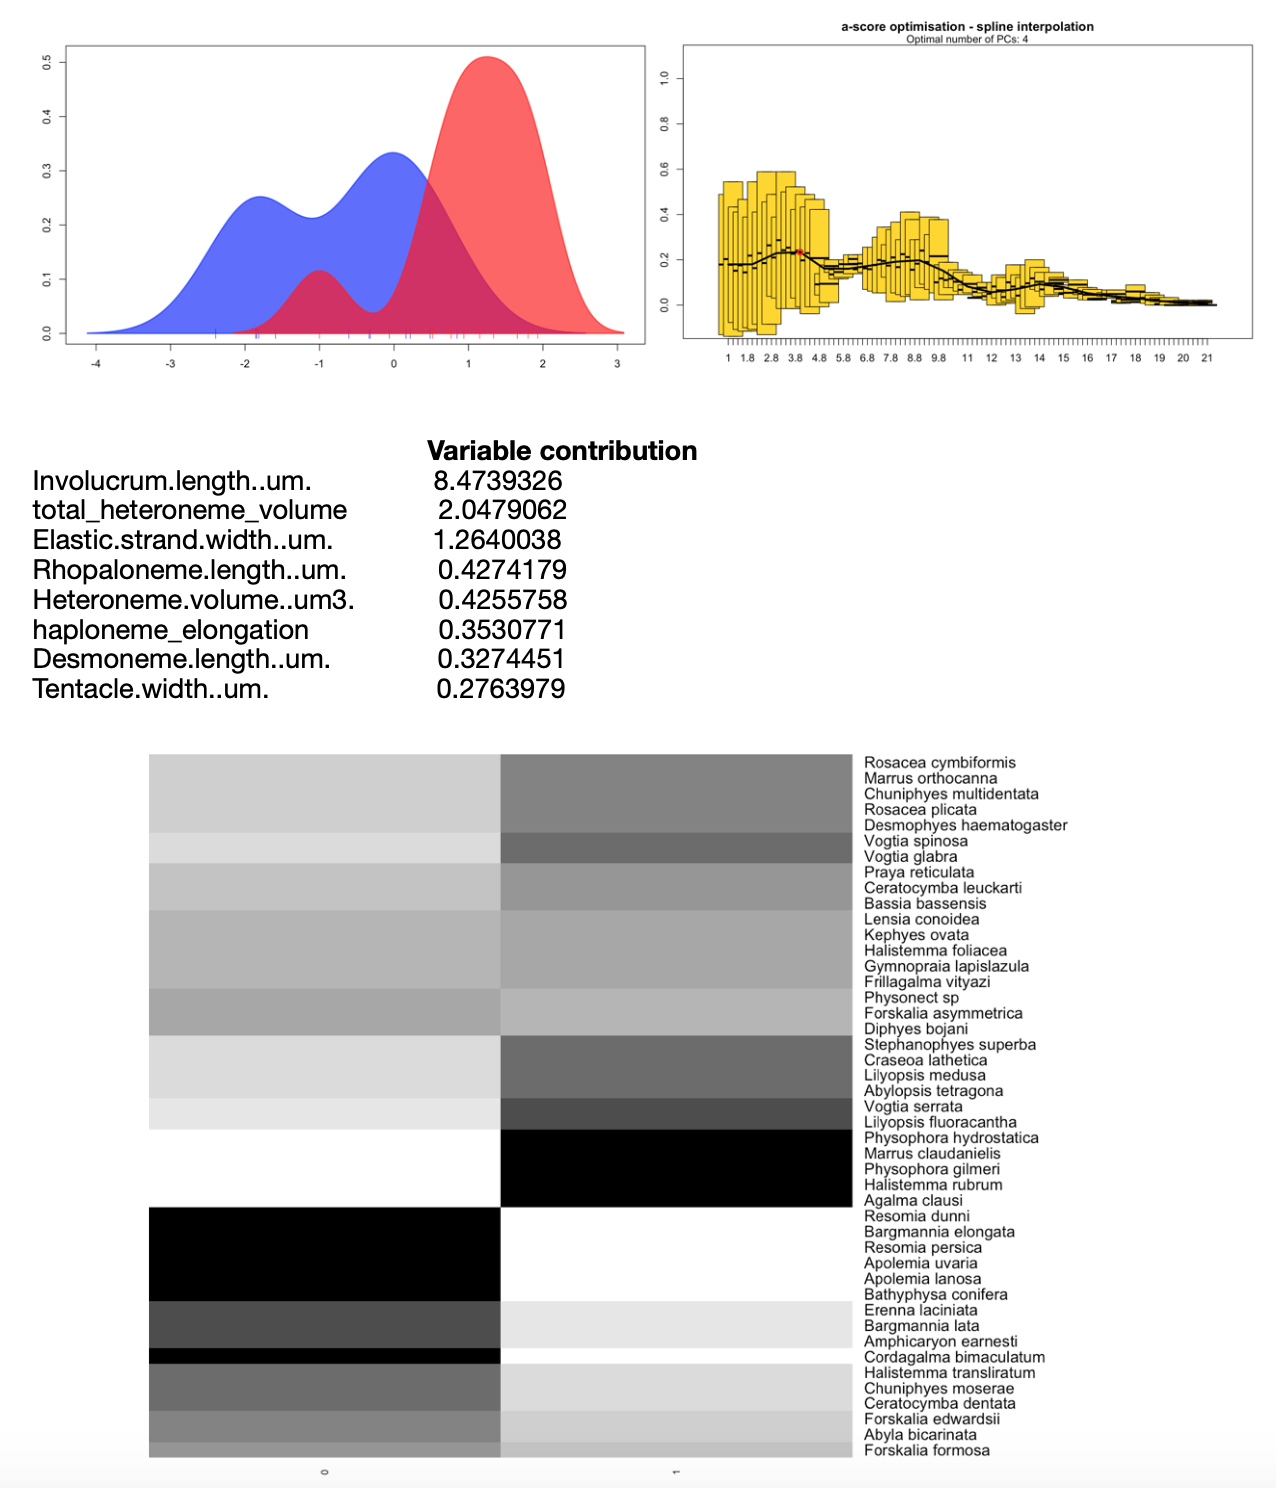 a-score optimisation - spline interpolation
Optimal number of PCs: 4
0.5
0.4
0.3
0.2
0.1
0.0
-4 -3 -2 -1 0 1 2 3
1.0
0.8
0.6
0.4
0.2
0.0
1 1.8 2.8 3.8 4.8 5.8 6.8 7.8 8.8 9.8 11 12 13 14 15 16 17 18 19 20 21
Variable contribution
Involucrum.length..um. 8.4739326
total_heteroneme_volume 2.0479062
Elastic.strand.width..um. 1.2640038
Rhopaloneme.length..um. 0.4274179
Heteroneme.volume..um3. 0.4255758
haploneme_elongation 0.3530771
Desmoneme.length..um. 0.3274451
Tentacle.width..um. 0.2763979
Rosacea cymbiformis
Marrus orthocanna
Chuniphyes multidentata
Rosacea plicata
Desmophyes haematogaster
Vogtia spinosa
Vogtia glabra
Praya reticulata
Ceratocymba leuckarti
Bassia bassensis
Lensia conoidea
Kephyes ovata
Halistemma foliacea
Gymnopraia lapislazula
Frillagalma vityazi
Physonect sp
Forskalia asymmetrica
Diphyes bojani
Stephanophyes superba
Craseoa lathetica
Lilyopsis medusa
Abylopsis tetragona
Vogtia serrata
Lilyopsis fluoracantha
Physophora hydrostatica
Marrus claudanielis
Physophora gilmeri
Halistemma rubrum
Agalma clausi
Resomia dunni
Bargmannia elongata
Resomia persica
Apolemia uvaria
Apolemia lanosa
Bathyphysa conifera
Erenna laciniata
Bargmannia lata
Amphicaryon earnesti
Cordagalma bimaculatum
Halistemma transliratum
Chuniphyes moserae
Ceratocymba dentata
Forskalia edwardsii
Abyla bicarinata
Forskalia formosa
0 1